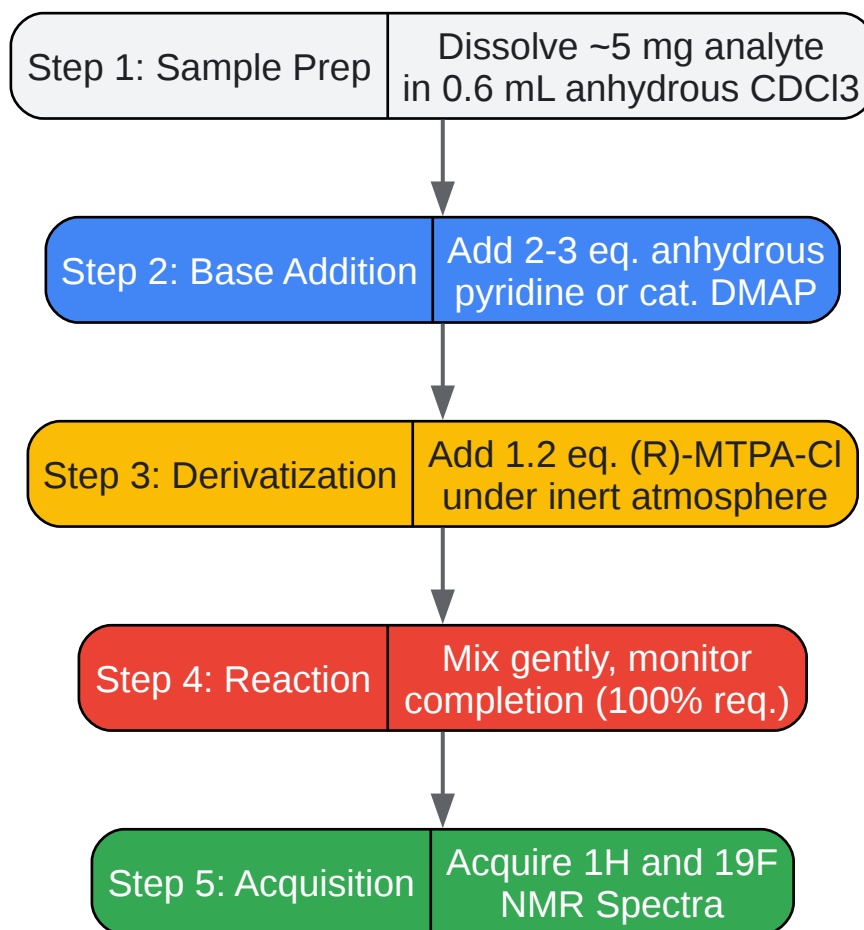 Step 1: Sample Prep
Dissolve ~5 mg analyte
in 0.6 mL anhydrous CDCl3
Step 2: Base Addition
Add 2-3 eq. anhydrous
pyridine or cat. DMAP
Step 3: Derivatization
Add 1.2 eq. (R)-MTPA-Cl
under inert atmosphere
Step 4: Reaction
Mix gently, monitor
completion (100% req.)
Step 5: Acquisition
Acquire 1H and 19F
NMR Spectra